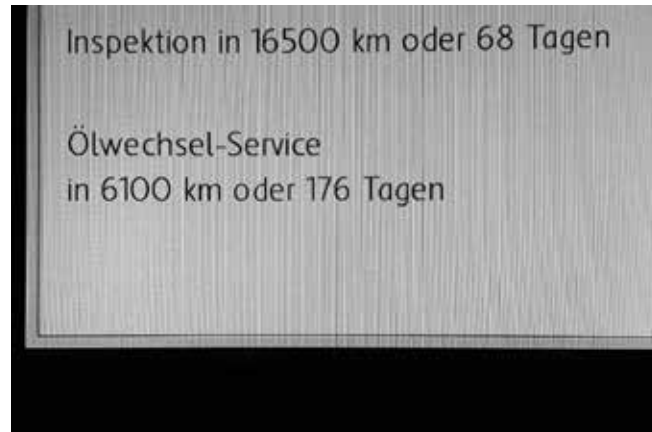 Inspektion in 16500 km oder 68 Tagen
Ölwechsel-Service
in 6100 km oder 176 Tagen